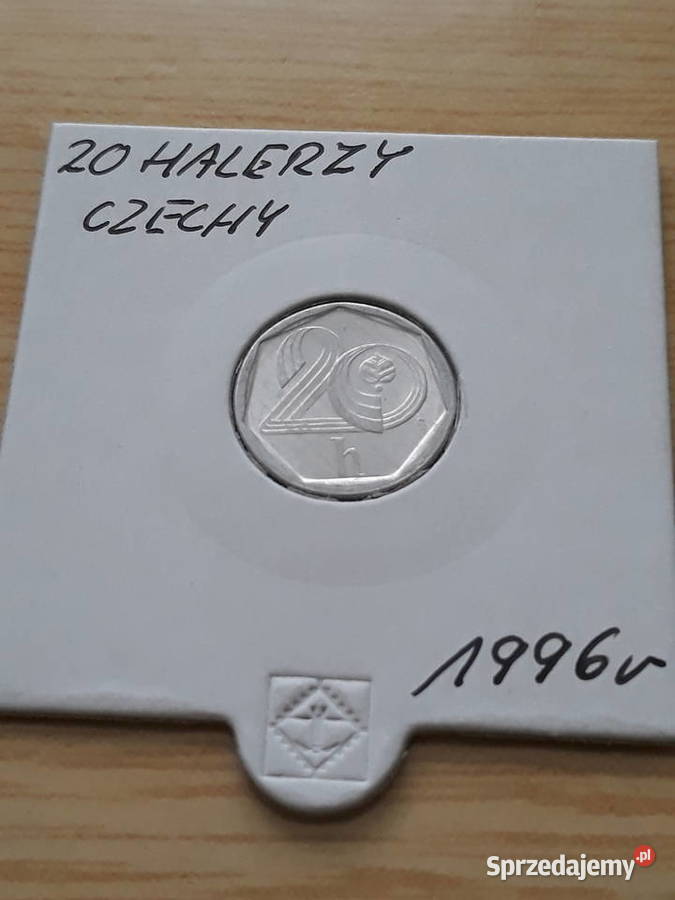 20 HALERZY
CZECHY
20
h
1996r
Sprzedajemy.pl